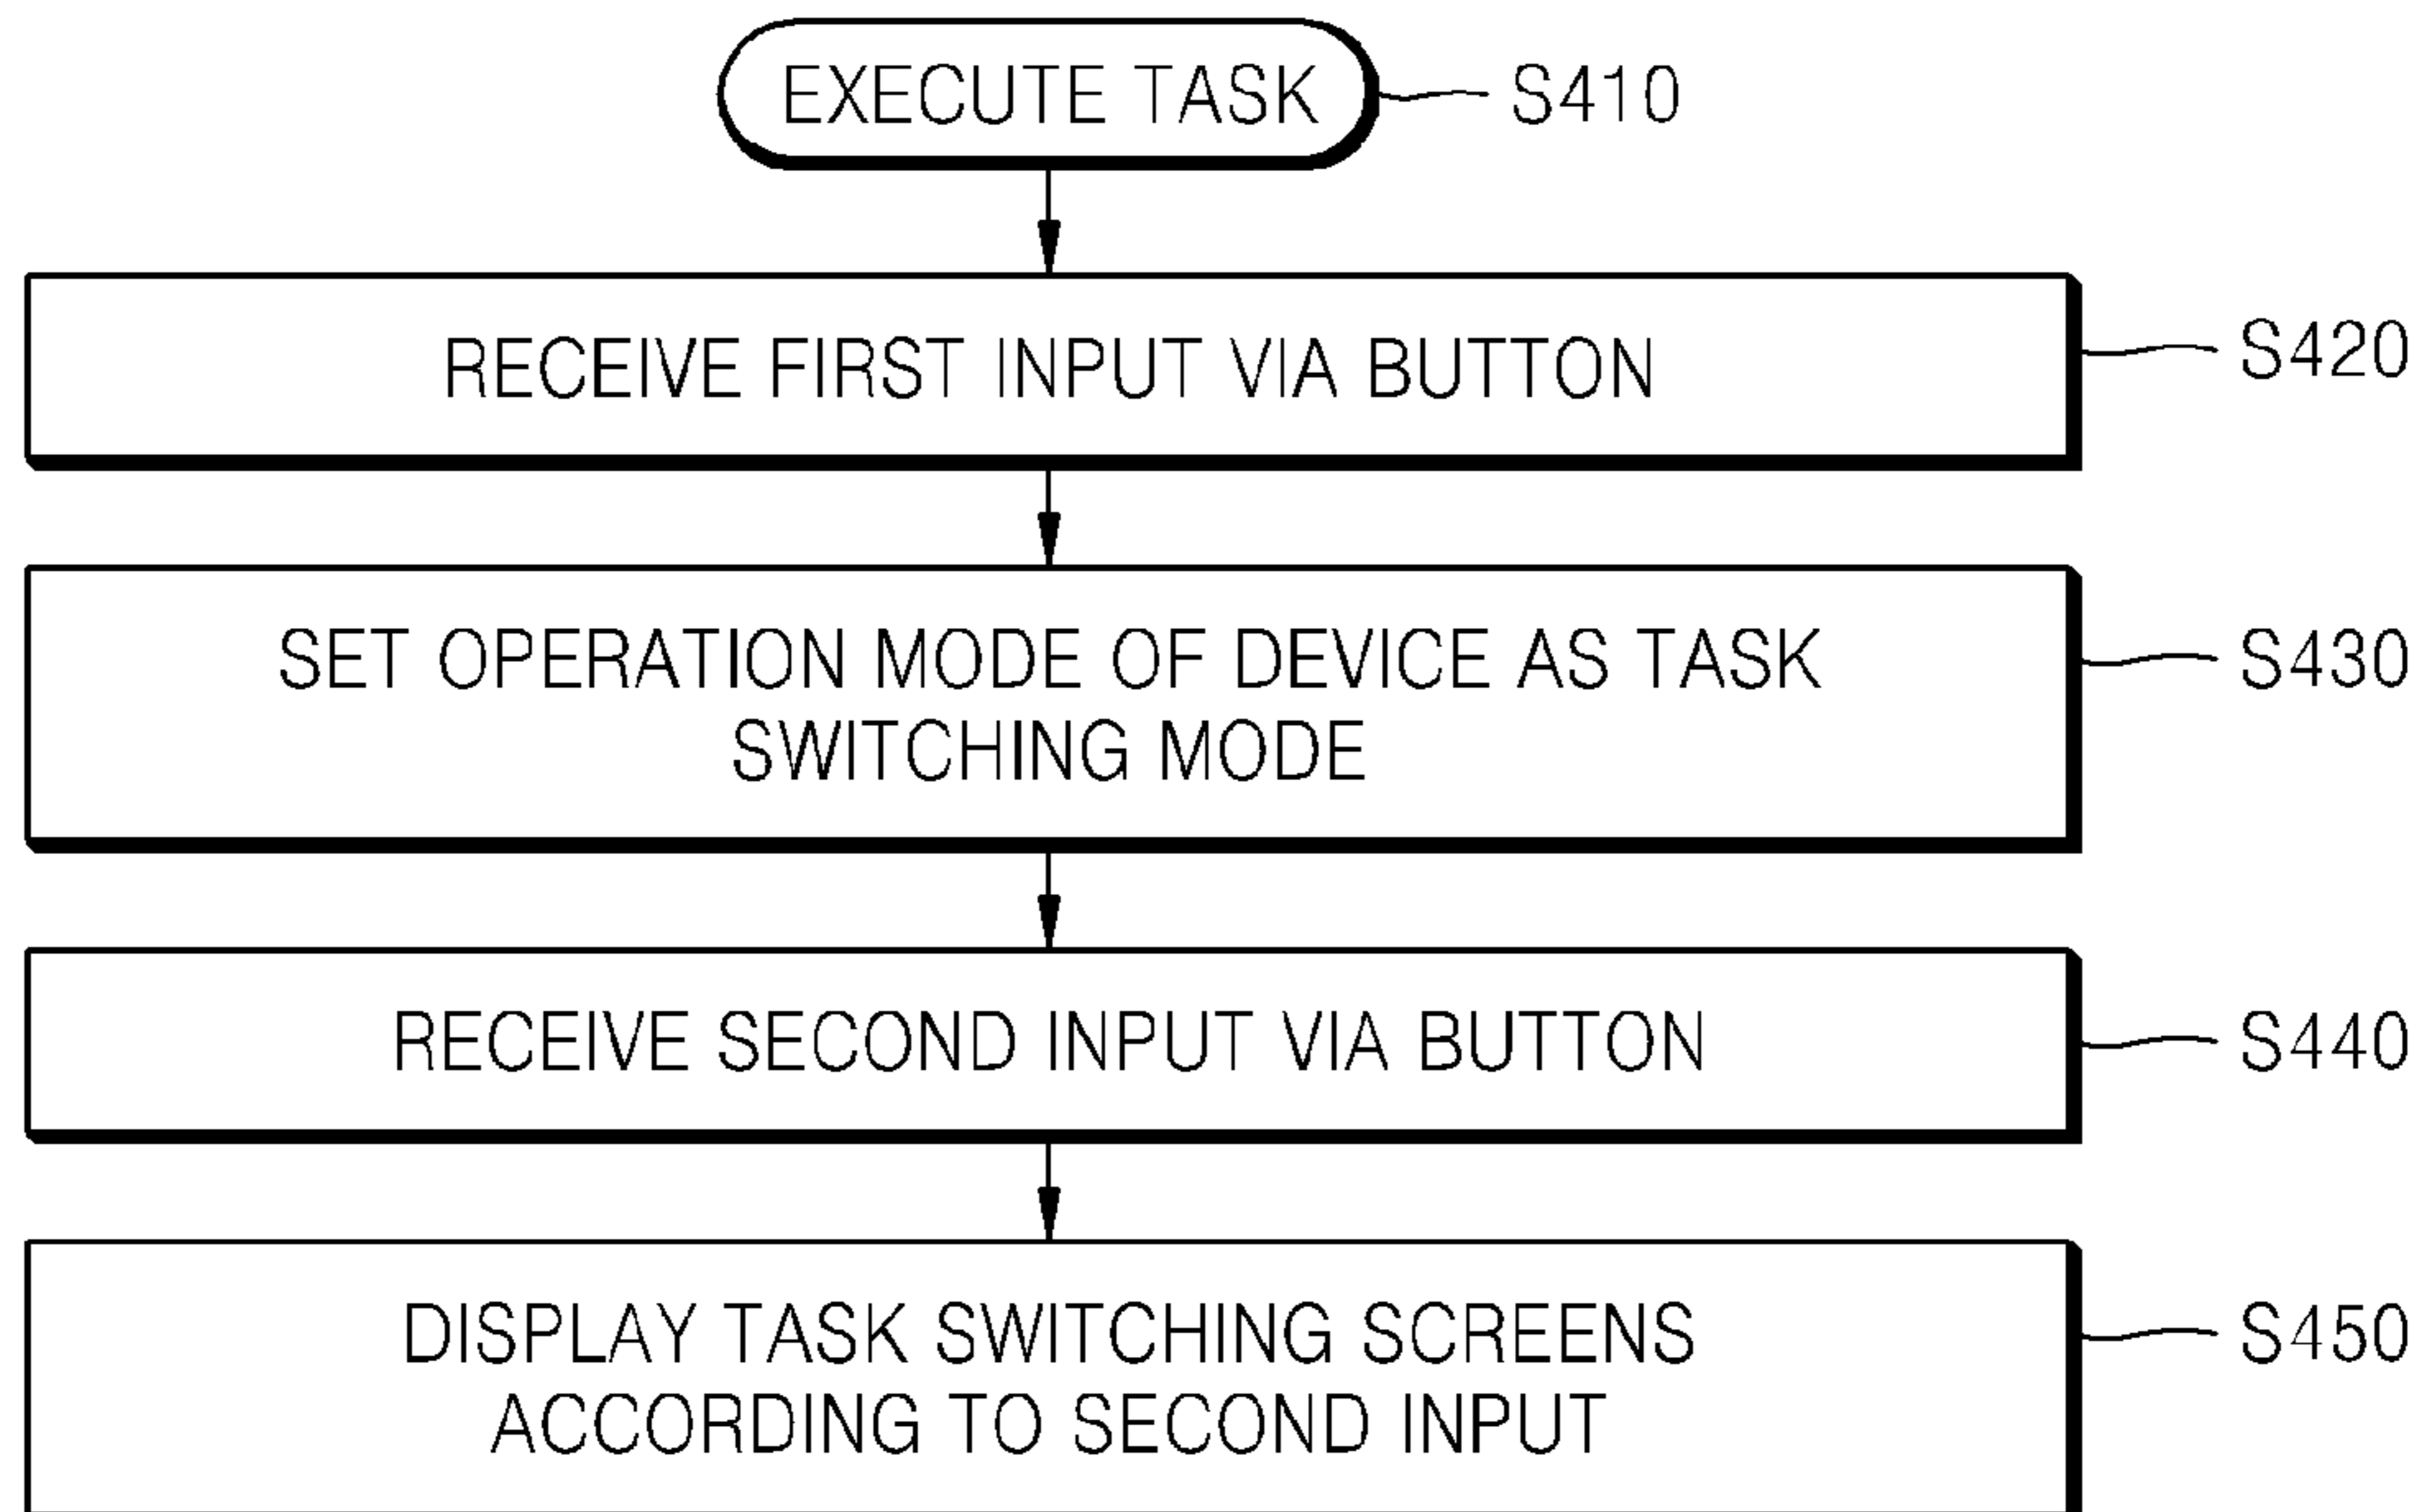 EXECUTE TASK S410
RECEIVE FIRST INPUT VIA BUTTON S420
SET OPERATION MODE OF DEVICE AS TASK S430
SWITCHING MODE
RECEIVE SECOND INPUT VIA BUTTON S440
DISPLAY TASK SWITCHING SCREENS S450
ACCORDING TO SECOND INPUT